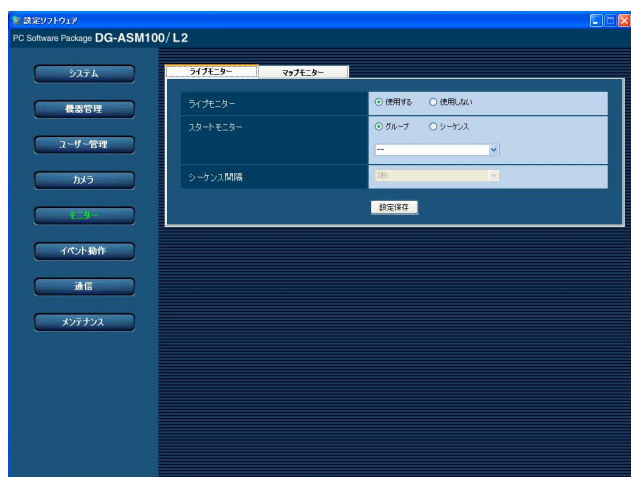 設定ソフトウェア
PC Software Package DG-ASM100/L2
システム
機器管理
ユーザー管理
カメラ
モニター
イベント動作
通信
メンテナンス
ライブモニター マップモニター
ライブモニター 使用する 使用しない
スタートモニター グループ シーケンス
--
シーケンス間隔 3秒
設定保存